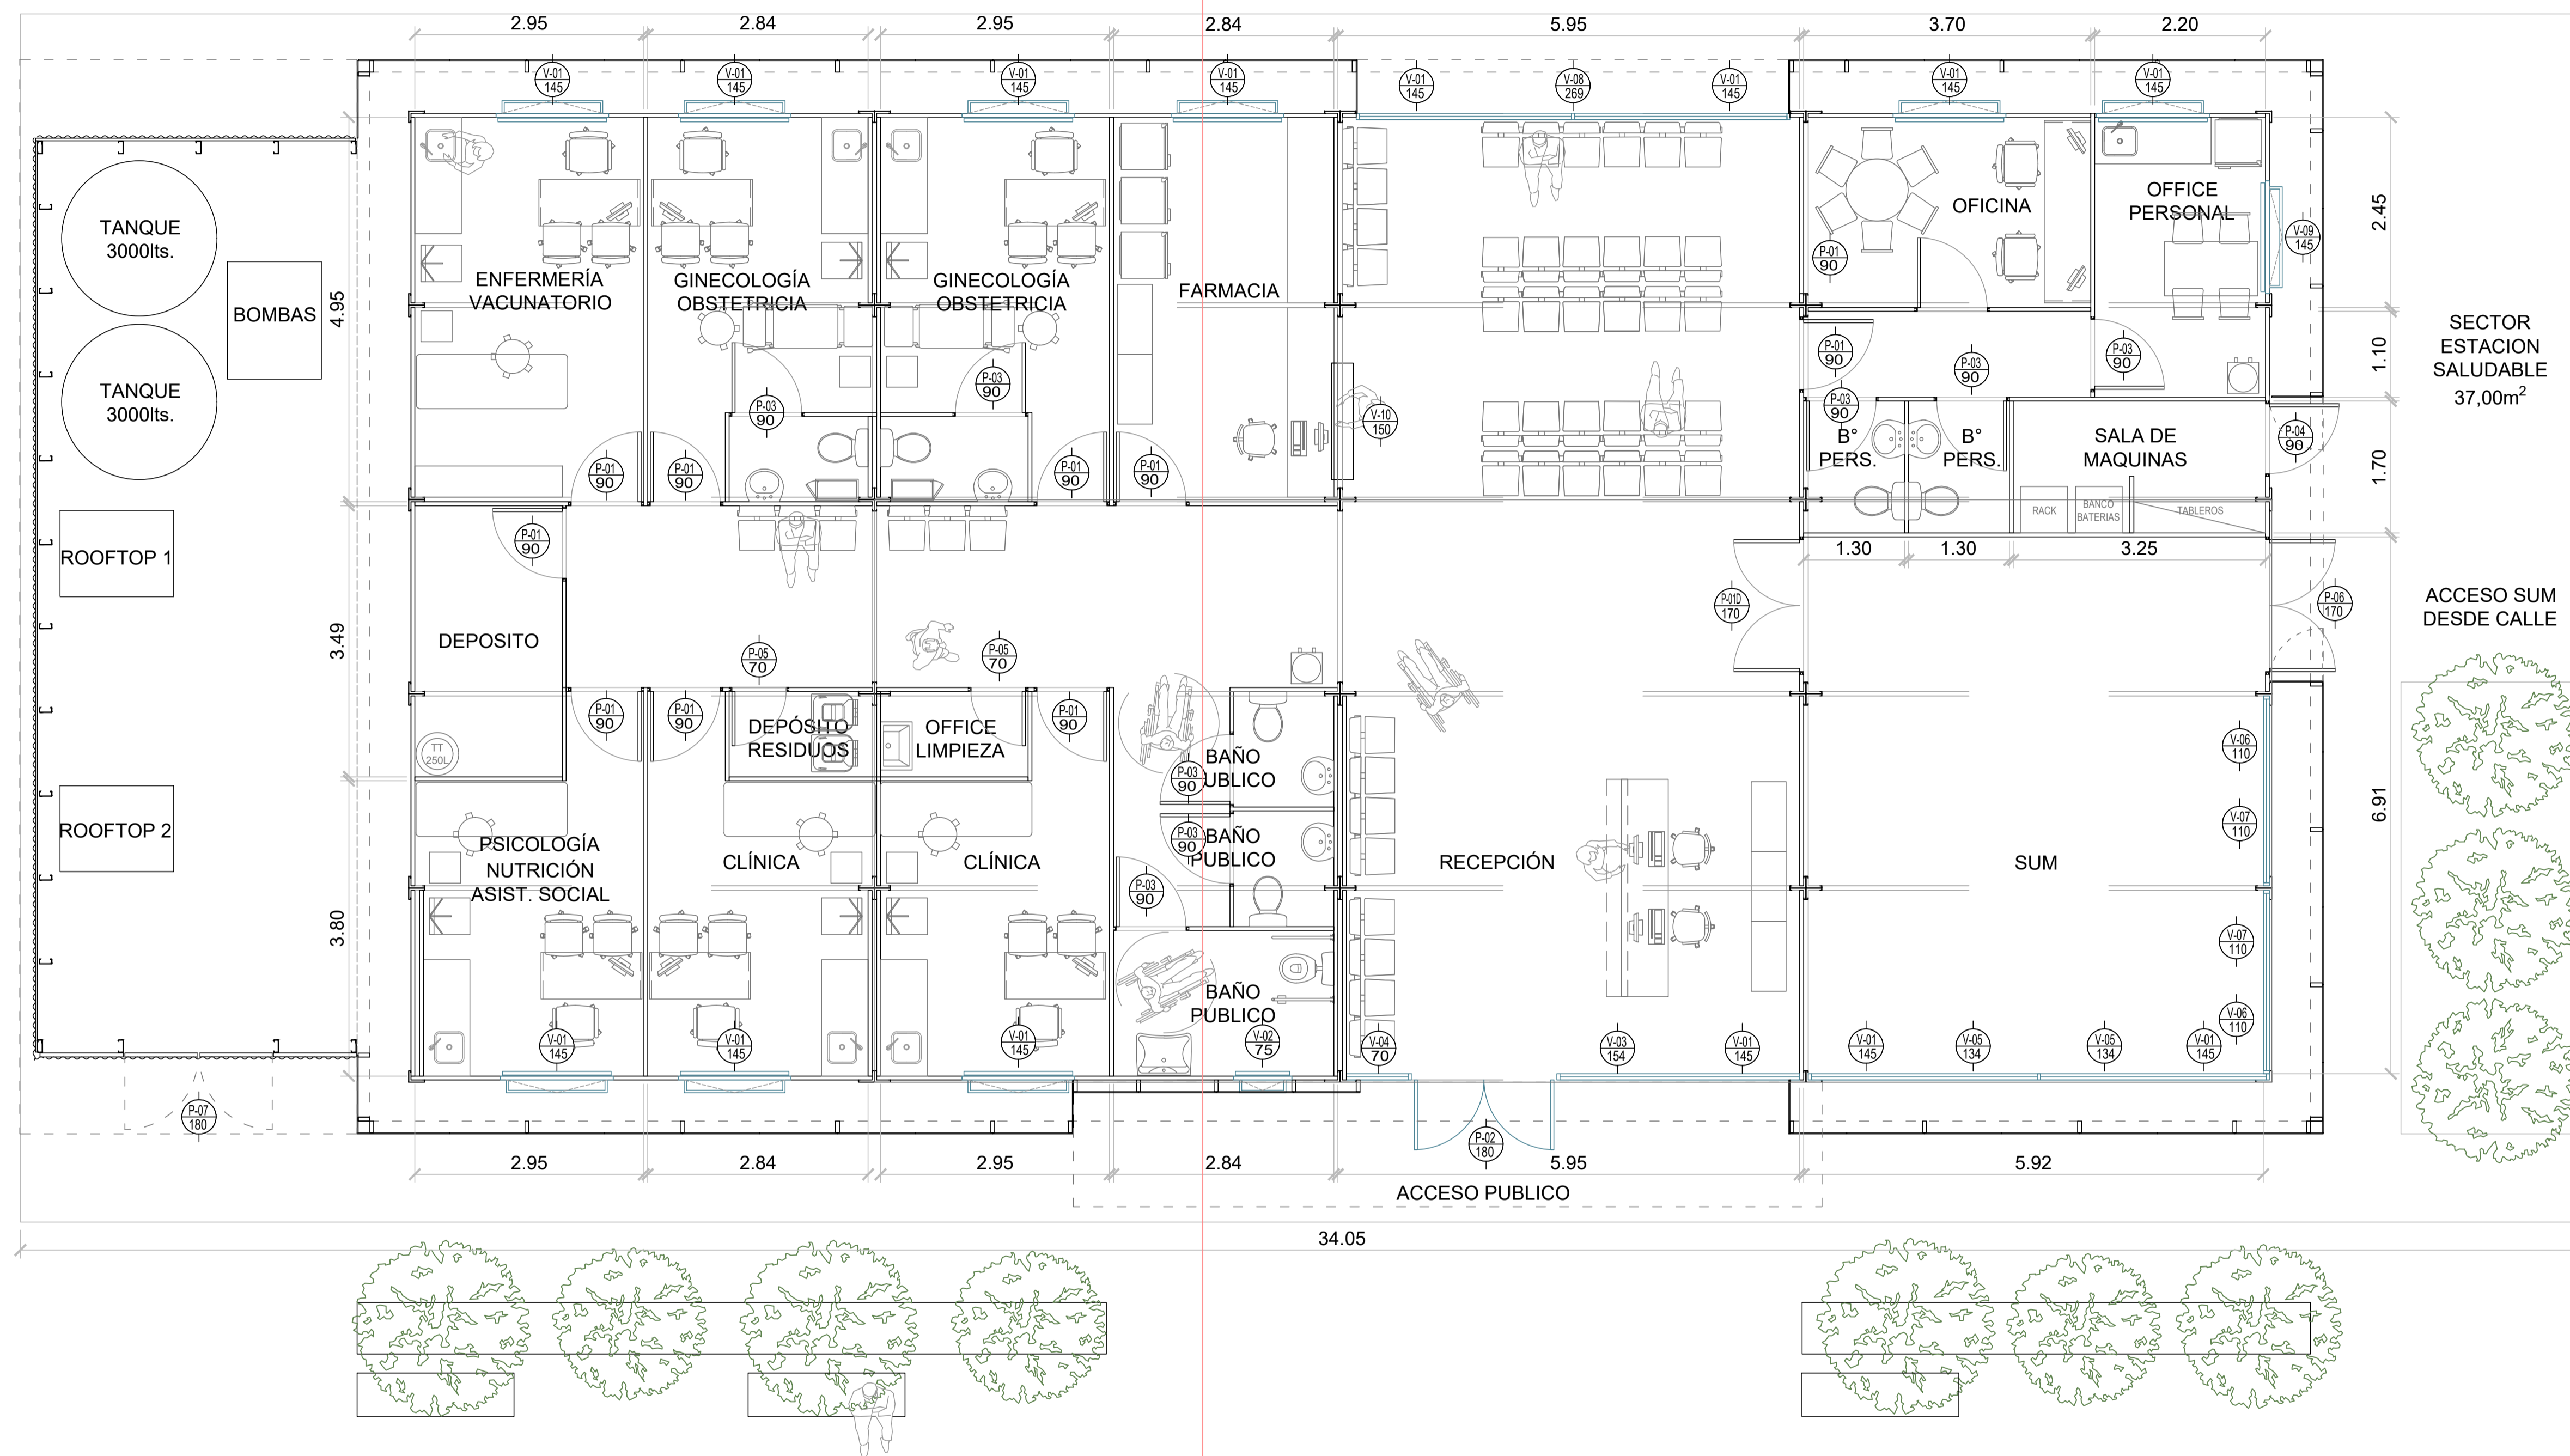 2.95 2.84 2.95 2.84 5.95 3.70 2.20
V-01
145
V-01
145
V-01
145
V-01
145
V-01
145
V-08
269
V-01
145
V-01
145
V-01
145
TANQUE
3000lts.
BOMBAS
TANQUE
3000lts.
ROOFTOP 1
ROOFTOP 2
4.95
3.49
3.80
ENFERMERÍA
VACUNATORIO
GINECOLOGÍA
OBSTETRICIA
GINECOLOGÍA
OBSTETRICIA
FARMACIA
OFICINA
OFFICE
PERSONAL
V-09
145
2.45
1.10
1.70
6.91
P-01
90
P-01
90
P-03
90
P-03
90
P-03
90
P-03
90
P-03
90
V-10
150
P-01
90
P-01
90
P-01
90
P-01
90
B°
PERS.
B°
PERS.
SALA DE
MAQUINAS
P-04
90
RACK
BANCO
BATERIAS
TABLEROS
1.30 1.30 3.25
SECTOR
ESTACION
SALUDABLE
37,00m²
ACCESO SUM
DESDE CALLE
P-01
90
DEPOSITO
P-05
70
P-05
70
P-01D
170
P-06
170
P-01
90
P-01
90
P-01
90
DEPÓSITO
RESIDUOS
OFFICE
LIMPIEZA
TT
250L
BAÑO
UBLICO
P-03
90
P-03
90
BAÑO
PUBLICO
P-03
90
BAÑO
PUBLICO
PSICOLOGÍA
NUTRICIÓN
ASIST. SOCIAL
CLÍNICA
CLÍNICA
RECEPCIÓN
SUM
V-06
110
V-07
110
V-07
110
V-06
110
V-01
145
V-01
145
V-01
145
V-02
75
V-04
70
V-03
154
V-01
145
V-01
145
V-05
134
V-05
134
V-01
145
P-07
180
P-02
180
2.95 2.84 2.95 2.84 5.95 5.92
ACCESO PUBLICO
34.05